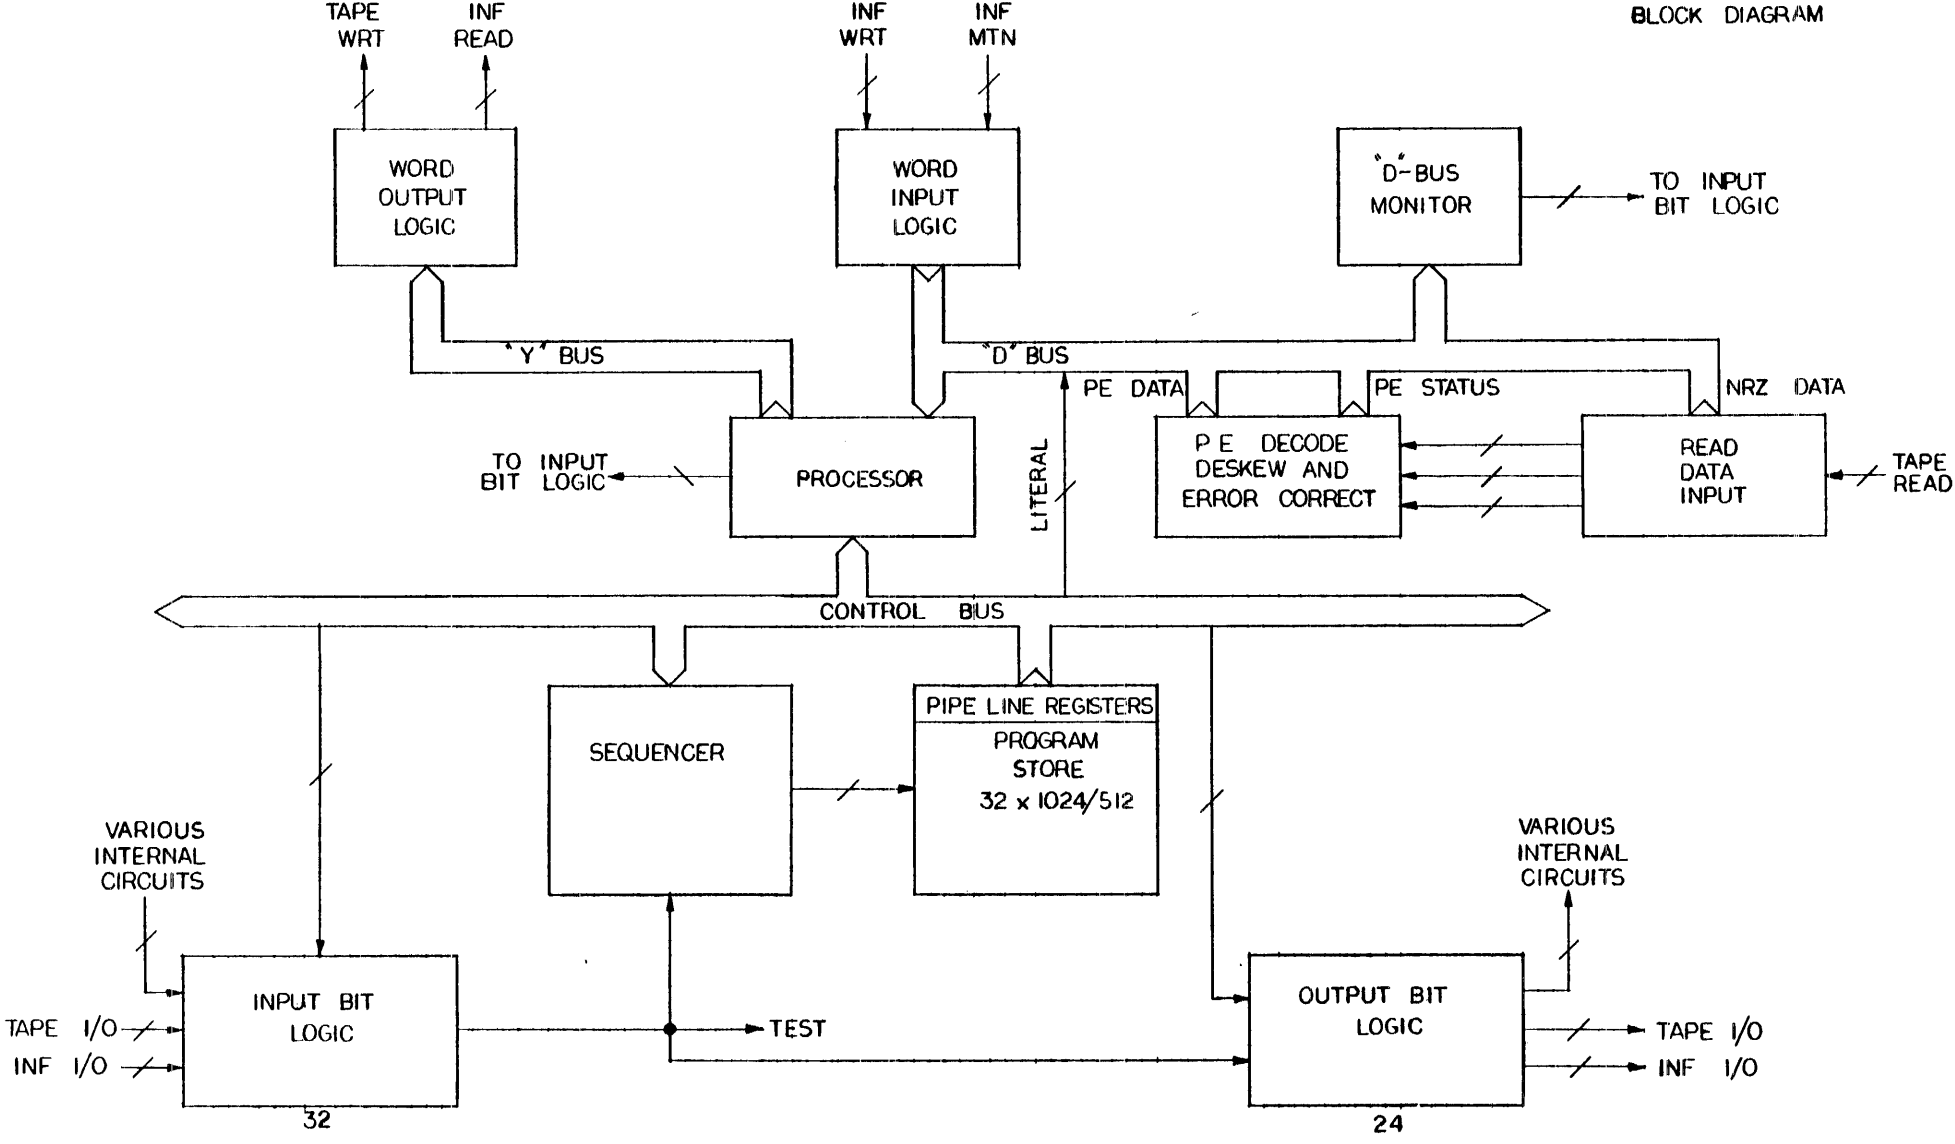 BLOCK DIAGRAM
TAPE
WRT
INF
READ
INF
WRT
INF
MTN
WORD
OUTPUT
LOGIC
WORD
INPUT
LOGIC
"D"-BUS
MONITOR
TO INPUT
BIT LOGIC
"Y" BUS
"D" BUS
PE DATA
PE STATUS
NRZ DATA
TO INPUT
BIT LOGIC
PROCESSOR
LITERAL
P E DECODE
DESKEW AND
ERROR CORRECT
READ
DATA
INPUT
TAPE
READ
CONTROL BUS
SEQUENCER
PIPE LINE REGISTERS
PROGRAM
STORE
32 x 1024/512
VARIOUS
INTERNAL
CIRCUITS
VARIOUS
INTERNAL
CIRCUITS
TAPE I/O
INF I/O
INPUT BIT
LOGIC
32
TEST
OUTPUT BIT
LOGIC
24
TAPE I/O
INF I/O